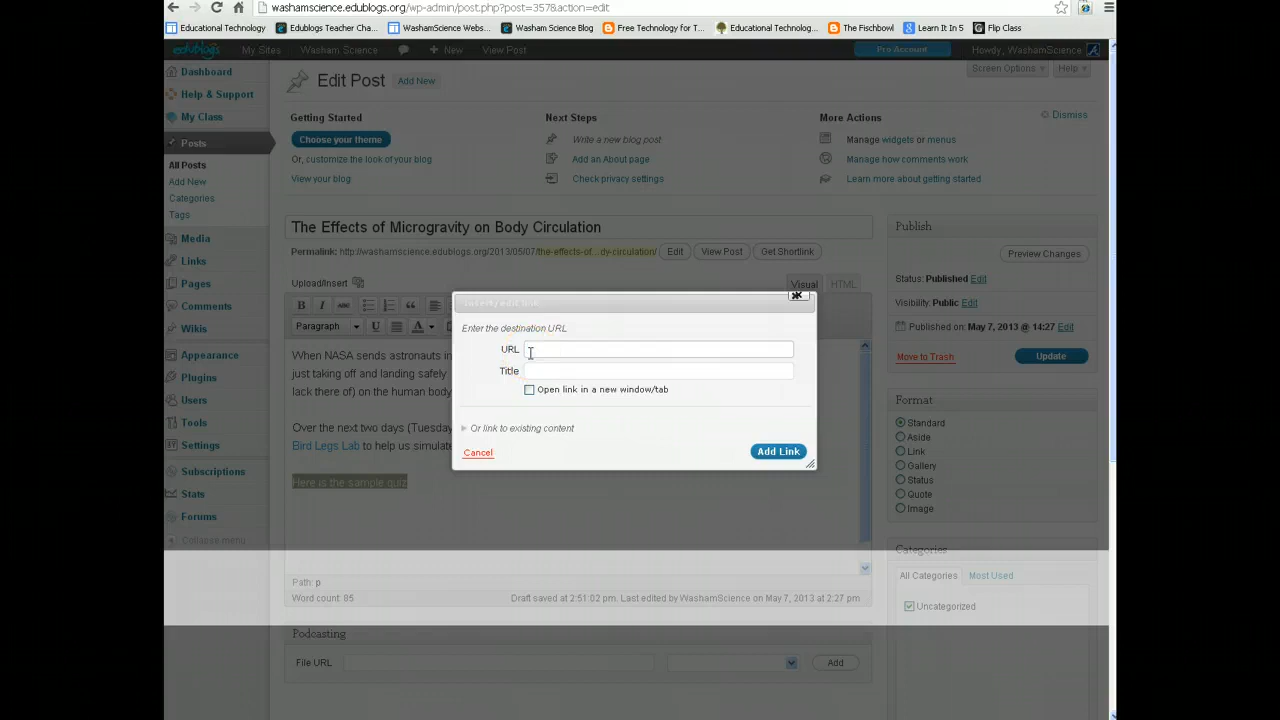 washamscience.edublogs.org/wp-admin/post.php?post=357&action=edit
Educational Technology Edublogs Teacher Cha... WashamScience Webs... Washam Science Blog Free Technology for T... Educational Technolog... The Fischbowl Learn It In 5 Flip Class
edublogs My Sites Washam Science + New View Post Pro Account Howdy, WashamScience
Screen Options Help
Edit Post Add New
Dashboard
Help & Support
My Class
Posts
All Posts
Add New
Categories
Tags
Media
Links
Pages
Comments
Wikis
Appearance
Plugins
Users
Tools
Settings
Subscriptions
Stats
Forums
Collapse menu
Dismiss
Getting Started
Choose your theme
Or, customize the look of your blog
View your blog
Next Steps
Write a new blog post
Add an About page
Check privacy settings
More Actions
Manage widgets or menus
Manage how comments work
Learn more about getting started
The Effects of Microgravity on Body Circulation
Permalink: http://washamscience.edublogs.org/2013/05/07/the-effects-of...dy-circulation/ Edit View Post Get Shortlink
Upload/Insert Visual HTML
B I ABC
Paragraph U A
When NASA sends astronauts in
just taking off and landing safely
lack there of) on the human body
Over the next two days (Tuesday
Bird Legs Lab to help us simulate
Here is the sample quiz
Path: p
Word count: 85 Draft saved at 2:51:02 pm. Last edited by WashamScience on May 7, 2013 at 2:27 pm
Insert/edit link
Enter the destination URL
URL
Title
Open link in a new window/tab
Or link to existing content
Cancel Add Link
Podcasting
File URL Add
Publish
Preview Changes
Status: Published Edit
Visibility: Public Edit
Published on: May 7, 2013 @ 14:27 Edit
Move to Trash Update
Format
Standard
Aside
Link
Gallery
Status
Quote
Image
Categories
All Categories Most Used
Uncategorized